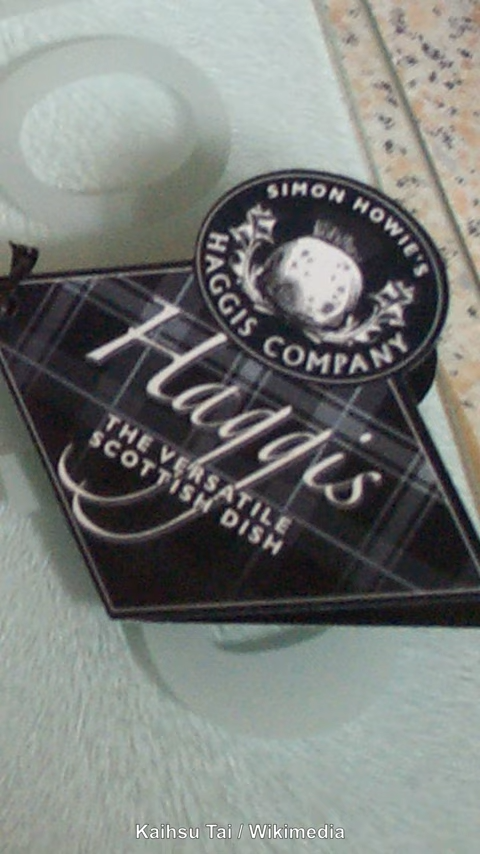 SIMON HOWIE'S
HAGGIS COMPANY
Haggis
THE VERSATILE
SCOTTISH DISH
Kaihsu Tai / Wikimedia